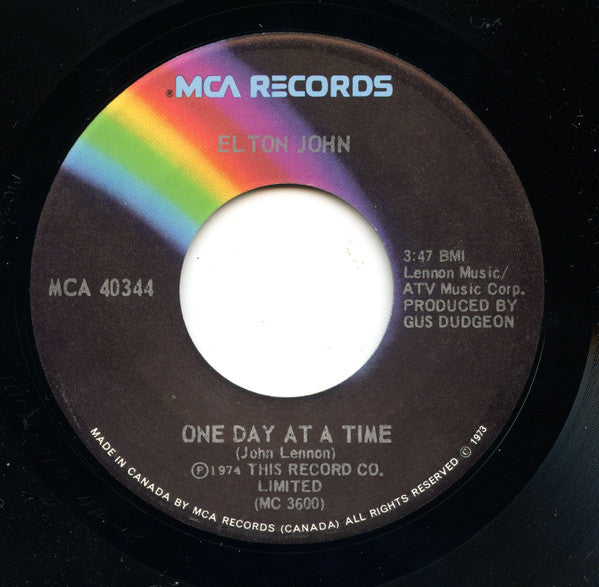 ®MCA RECORDS
ELTON JOHN
MCA 40344
3:47 BMI
Lennon Music/
ATV Music Corp.
PRODUCED BY
GUS DUDGEON
ONE DAY AT A TIME
(John Lennon)
Ⓟ1974 THIS RECORD CO.
LIMITED
(MC 3600)
MADE IN CANADA BY MCA RECORDS (CANADA) ALL RIGHTS RESERVED © 1973